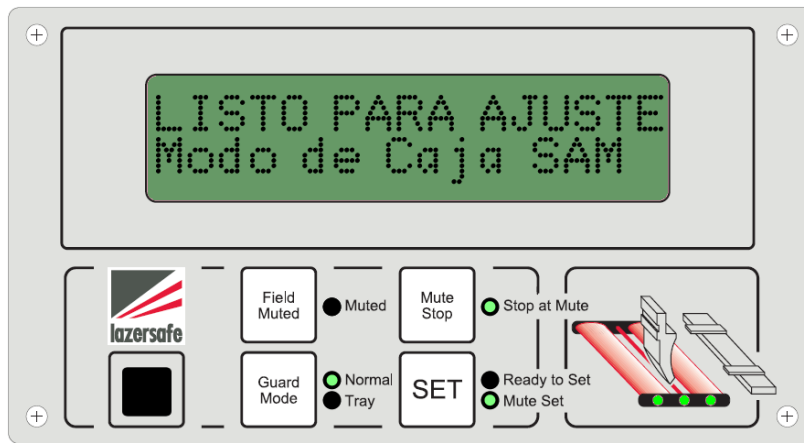 LISTO PARA AJUSTE
Modo de Caja SAM
lazersafe
Field Muted
Muted
Mute Stop
Stop at Mute
Guard Mode
Normal
Tray
SET
Ready to Set
Mute Set